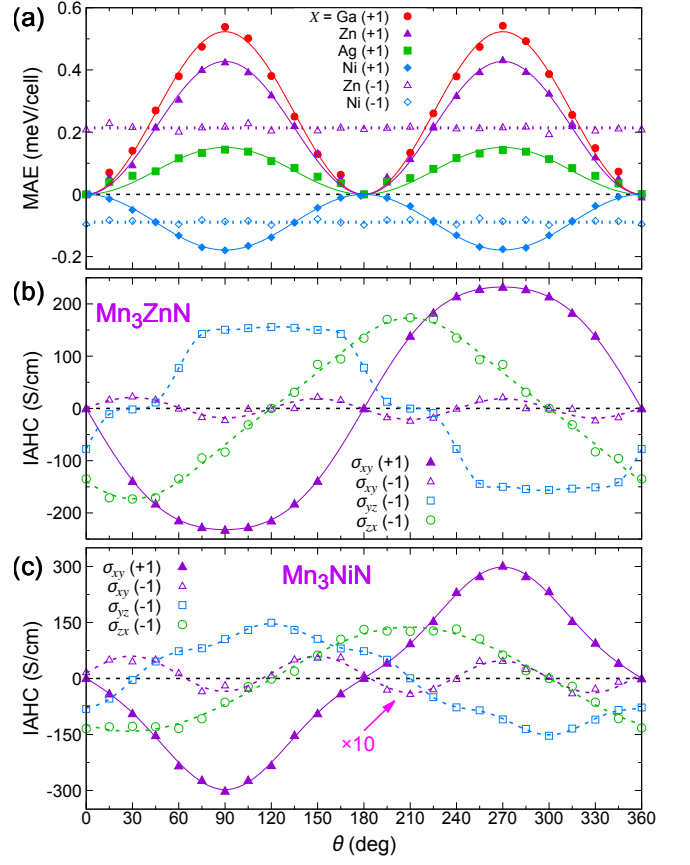 (a)
MAE (meV/cell)
0.6
0.4
0.2
0
-0.2
X = Ga (+1)
Zn (+1)
Ag (+1)
Ni (+1)
Zn (-1)
Ni (-1)
(b)
Mn3ZnN
IAHC (S/cm)
200
100
0
-100
-200
σxy (+1)
σxy (-1)
σyz (-1)
σzx (-1)
(c)
Mn3NiN
IAHC (S/cm)
300
150
0
-150
-300
σxy (+1)
σxy (-1)
σyz (-1)
σzx (-1)
×10
0 30 60 90 120 150 180 210 240 270 300 330 360
θ (deg)